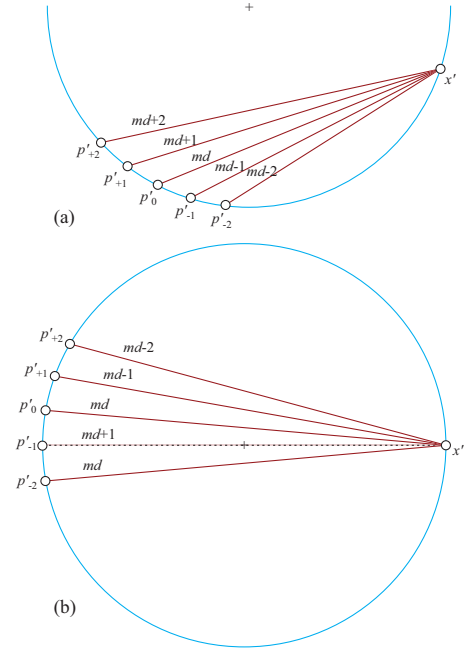 x'
md+2
md+1
md
md-1
md-2
p'+2
p'+1
p'0
p'-1
p'-2
(a)
p'+2
md-2
p'+1
md-1
p'0
md
p'-1
md+1
x'
p'-2
md
(b)